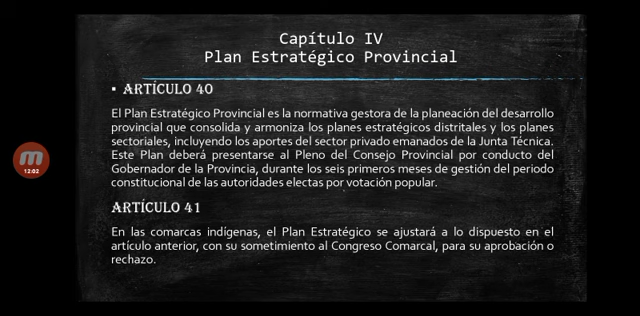 Capítulo IV
Plan Estratégico Provincial
▪ ARTÍCULO 40
El Plan Estratégico Provincial es la normativa gestora de la planeación del desarrollo
provincial que consolida y armoniza los planes estratégicos distritales y los planes
sectoriales, incluyendo los aportes del sector privado emanados de la Junta Técnica.
Este Plan deberá presentarse al Pleno del Consejo Provincial por conducto del
Gobernador de la Provincia, durante los seis primeros meses de gestión del periodo
constitucional de las autoridades electas por votación popular.
ARTÍCULO 41
En las comarcas indígenas, el Plan Estratégico se ajustará a lo dispuesto en el
artículo anterior, con su sometimiento al Congreso Comarcal, para su aprobación o
rechazo.
m
12:02